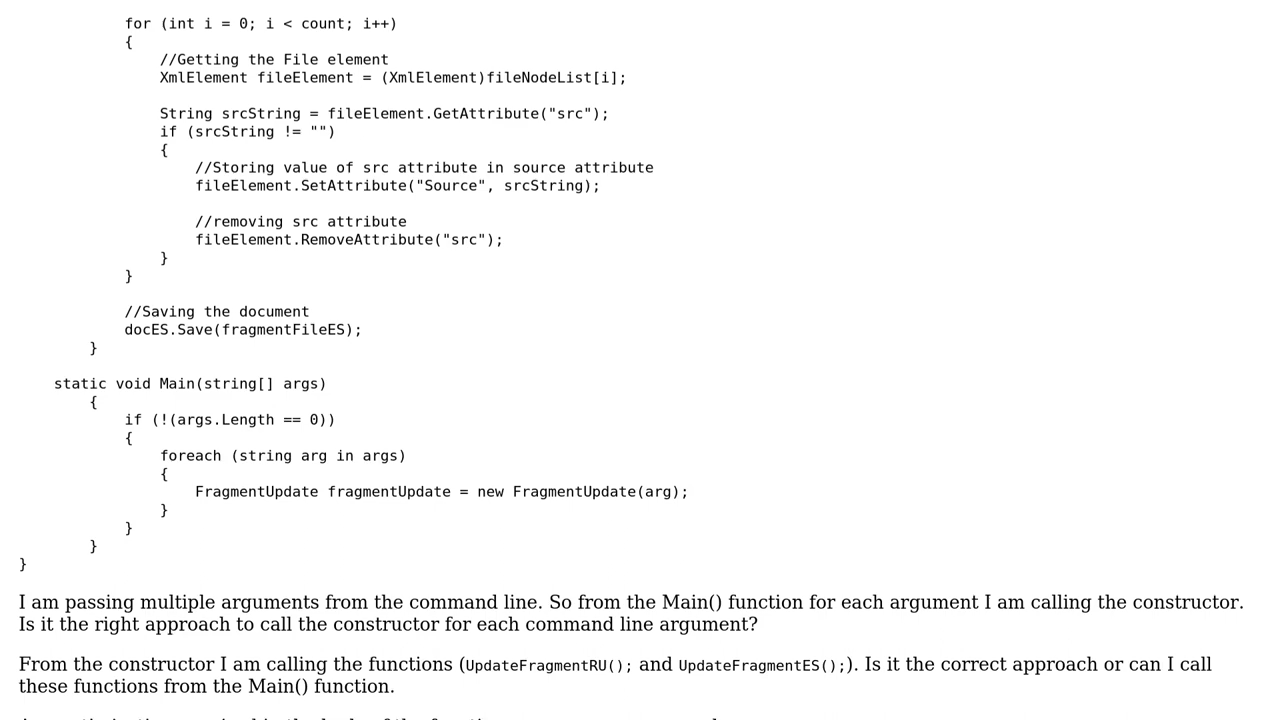 for (int i = 0; i < count; i++)
{
//Getting the File element
XmlElement fileElement = (XmlElement)fileNodeList[i];
String srcString = fileElement.GetAttribute("src");
if (srcString != "")
{
//Storing value of src attribute in source attribute
fileElement.SetAttribute("Source", srcString);
//removing src attribute
fileElement.RemoveAttribute("src");
}
}
//Saving the document
docES.Save(fragmentFileES);
}
static void Main(string[] args)
{
if (!(args.Length == 0))
{
foreach (string arg in args)
{
FragmentUpdate fragmentUpdate = new FragmentUpdate(arg);
}
}
}
}
I am passing multiple arguments from the command line. So from the Main() function for each argument I am calling the constructor.
Is it the right approach to call the constructor for each command line argument?
From the constructor I am calling the functions (UpdateFragmentRU(); and UpdateFragmentES();). Is it the correct approach or can I call
these functions from the Main() function.